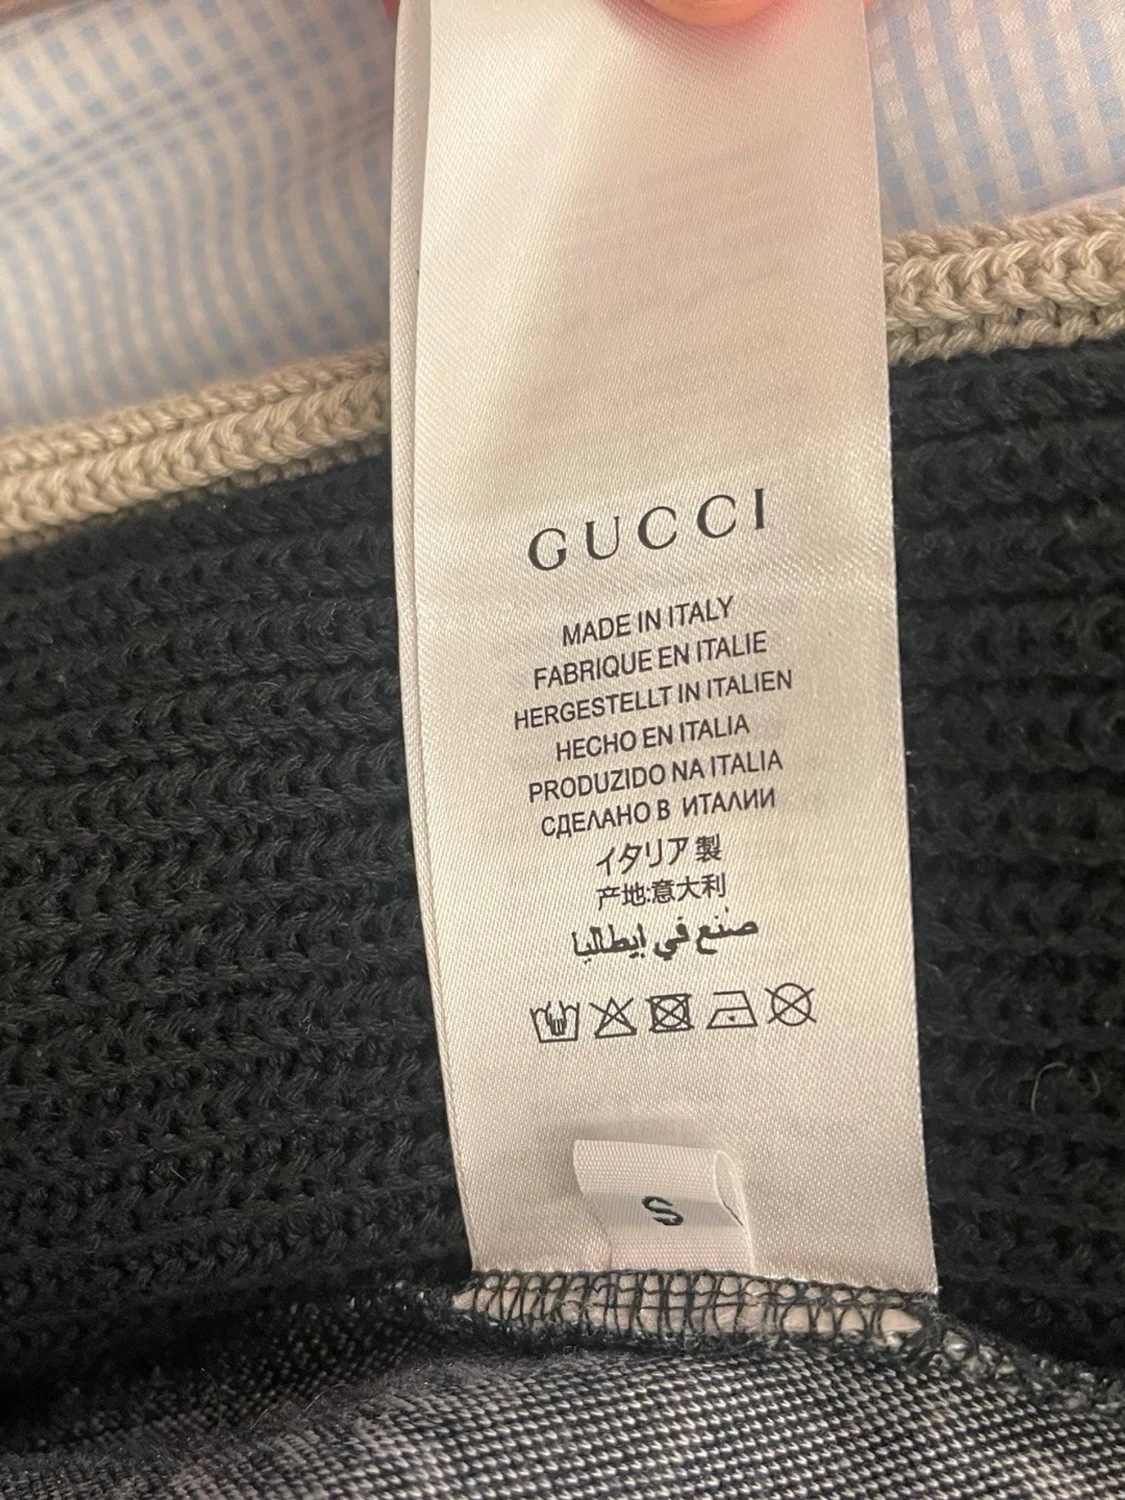 GUCCI
MADE IN ITALY
FABRIQUE EN ITALIE
HERGESTELLT IN ITALIEN
HECHO EN ITALIA
PRODUZIDO NA ITALIA
СДЕЛАНО В ИТАЛИИ
イタリア製
产地:意大利
صنع في إيطاليا
S